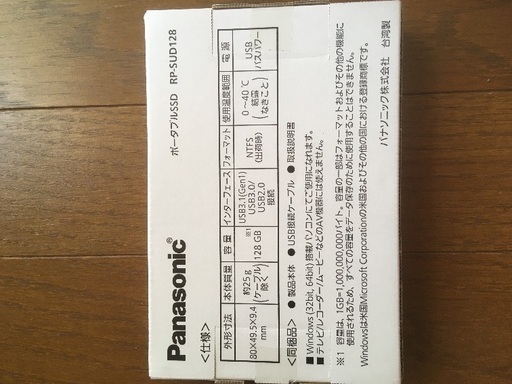 Panasonic®
ポータブルSSD RP-SUD128
<仕様>
外形寸法 本体質量 容量 インターフェース フォーマット 使用温度範囲 電源
80×49.5×9.4 mm 約25g (ケーブル除く) ※1 128 GB USB3.1(Gen1) USB3.0/ USB2.0 接続 NTFS (出荷時) 0～40℃ 結露 (なきこと) USB バスパワー
<同梱品> ●製品本体 ●USB接続ケーブル ●取扱説明書
■Windows (32bit, 64bit) 搭載パソコンにてご使用になれます。
■テレビ/レコーダー/ムービーなどのAV機器には使えません。
※1 容量は、1GB=1,000,000,000バイト。容量の一部はフォーマットおよびその他の機能に
使用されるため、すべての容量をデータ保存のために使用することはできません。
Windowsは米国Microsoft Corporationの米国およびその他の国における登録商標です。
パナソニック株式会社 台湾製